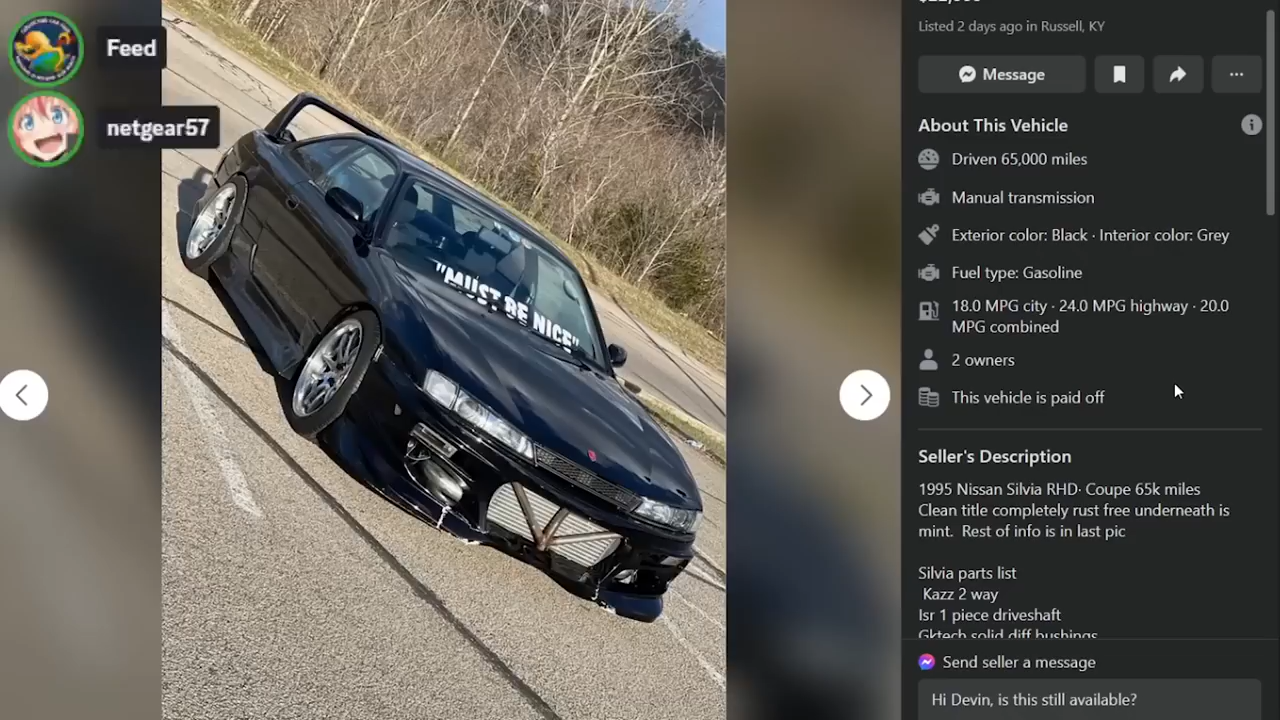 Feed
netgear57
"MUST BE NICE"
Listed 2 days ago in Russell, KY
Message
About This Vehicle
Driven 65,000 miles
Manual transmission
Exterior color: Black · Interior color: Grey
Fuel type: Gasoline
18.0 MPG city · 24.0 MPG highway · 20.0
MPG combined
2 owners
This vehicle is paid off
Seller's Description
1995 Nissan Silvia RHD· Coupe 65k miles
Clean title completely rust free underneath is
mint.  Rest of info is in last pic
Silvia parts list
Kazz 2 way
Isr 1 piece driveshaft
Gktech solid diff bushings
Send seller a message
Hi Devin, is this still available?